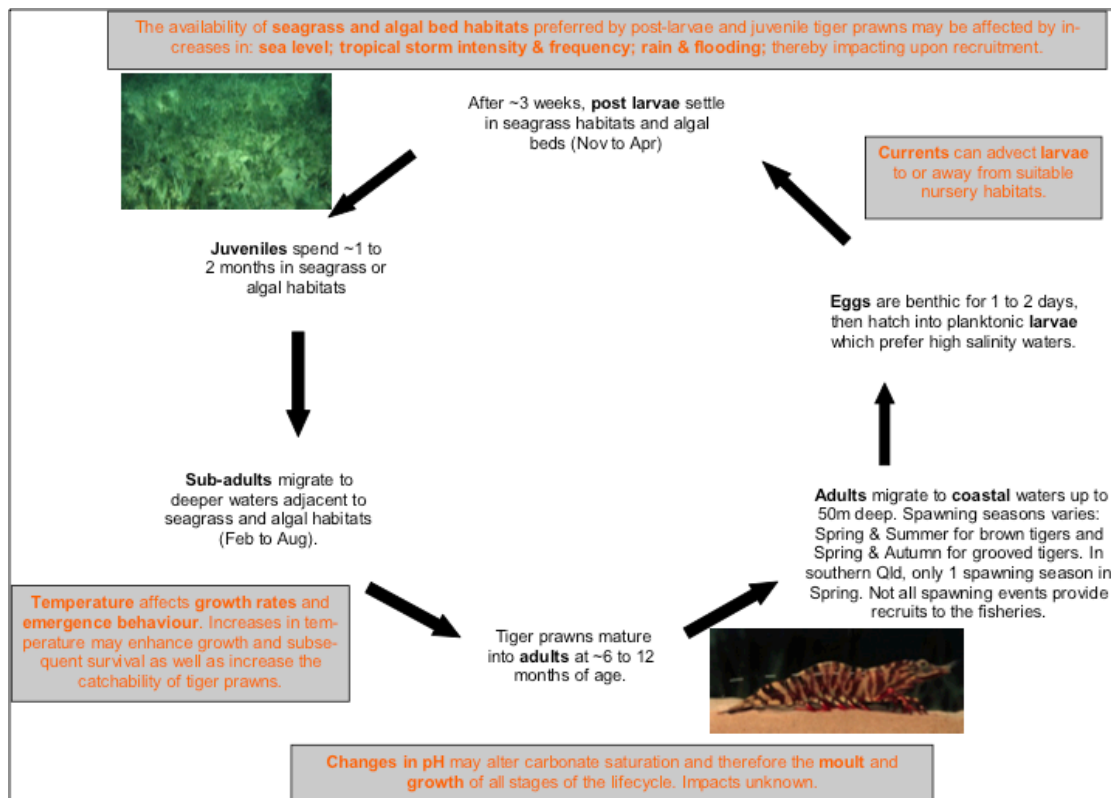 The availability of seagrass and algal bed habitats preferred by post-larvae and juvenile tiger prawns may be affected by in-
creases in: sea level; tropical storm intensity & frequency; rain & flooding; thereby impacting upon recruitment.
After ~3 weeks, post larvae settle
in seagrass habitats and algal
beds (Nov to Apr)
Currents can advect larvae
to or away from suitable
nursery habitats.
Juveniles spend ~1 to
2 months in seagrass or
algal habitats
Eggs are benthic for 1 to 2 days,
then hatch into planktonic larvae
which prefer high salinity waters.
Sub-adults migrate to
deeper waters adjacent to
seagrass and algal habitats
(Feb to Aug).
Adults migrate to coastal waters up to
50m deep. Spawning seasons varies:
Spring & Summer for brown tigers and
Spring & Autumn for grooved tigers. In
southern Qld, only 1 spawning season in
Spring. Not all spawning events provide
recruits to the fisheries.
Temperature affects growth rates and
emergence behaviour. Increases in tem-
perature may enhance growth and subse-
quent survival as well as increase the
catchability of tiger prawns.
Tiger prawns mature
into adults at ~6 to 12
months of age.
Changes in pH may alter carbonate saturation and therefore the moult and
growth of all stages of the lifecycle. Impacts unknown.